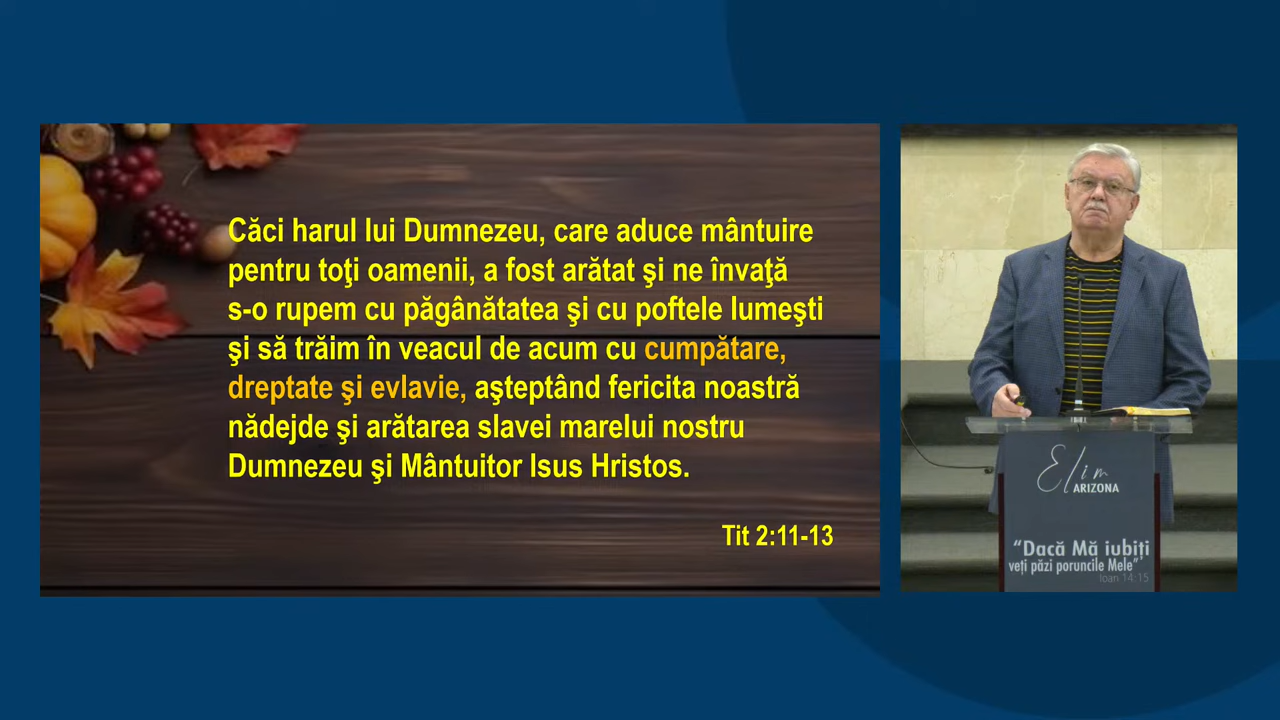 Căci harul lui Dumnezeu, care aduce mântuire
pentru toţi oamenii, a fost arătat şi ne învaţă
s-o rupem cu păgânătatea şi cu poftele lumeşti
şi să trăim în veacul de acum cu cumpătare,
dreptate şi evlavie, aşteptând fericita noastră
nădejde şi arătarea slavei marelui nostru
Dumnezeu şi Mântuitor Isus Hristos.
Tit 2:11-13
Elim
ARIZONA
“Dacă Mă iubiți
veți păzi poruncile Mele”
Ioan 14:15